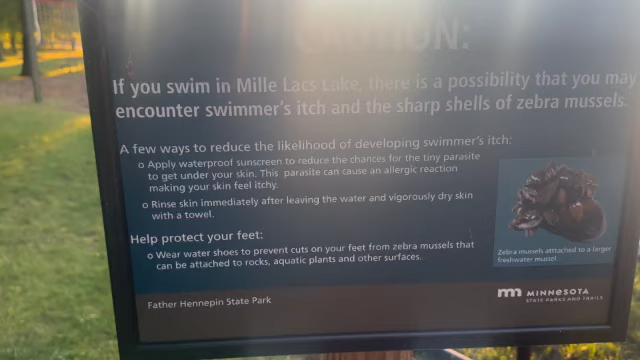 CAUTION:
If you swim in Mille Lacs Lake, there is a possibility that you may
encounter swimmer's itch and the sharp shells of zebra mussels.
A few ways to reduce the likelihood of developing swimmer's itch:
o Apply waterproof sunscreen to reduce the chances for the tiny parasite
to get under your skin. This parasite can cause an allergic reaction
making your skin feel itchy.
o Rinse skin immediately after leaving the water and vigorously dry skin
with a towel.
Help protect your feet:
o Wear water shoes to prevent cuts on your feet from zebra mussels that
can be attached to rocks, aquatic plants and other surfaces.
Zebra mussels atttached to a larger
freshwater mussel
Father Hennepin State Park
MINNESOTA
STATE PARKS AND TRAILS